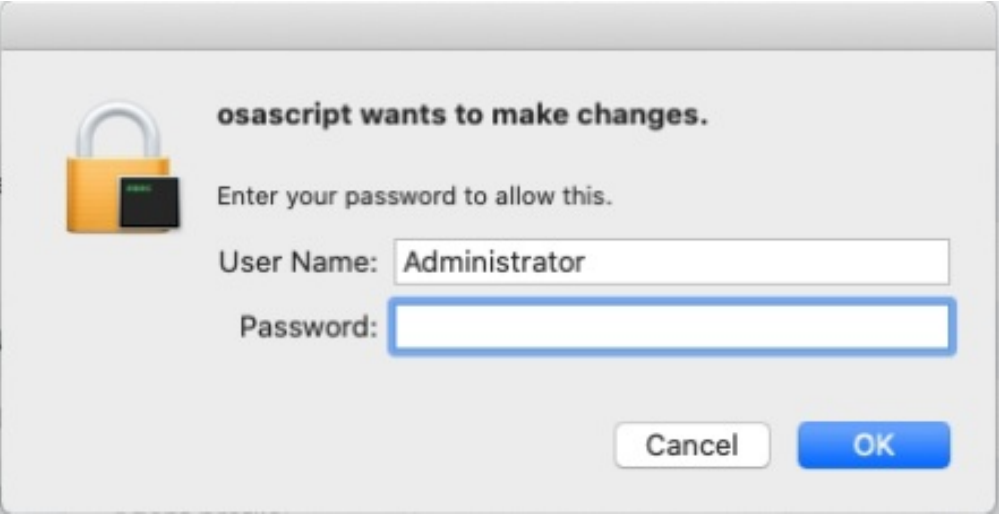 osascript wants to make changes.
Enter your password to allow this.
User Name: Administrator
Password:
Cancel OK